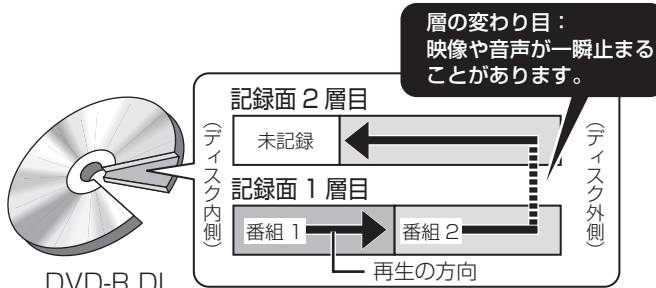 層の変わり目：
映像や音声が一瞬止まる
ことがあります。
記録面 2 層目
（ディスク内側）
未記録
（ディスク外側）
記録面 1 層目
番組 1
番組 2
再生の方向
DVD-R DL